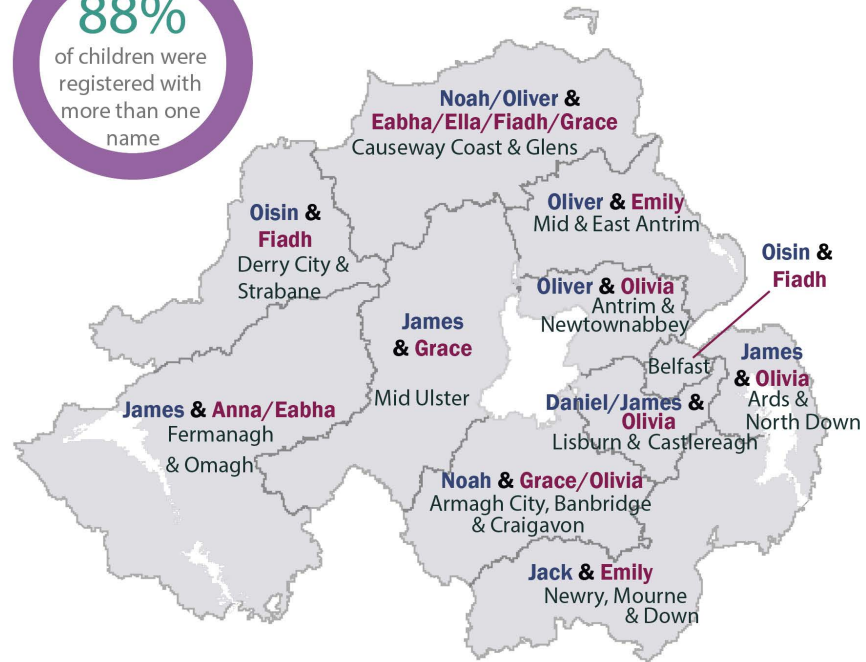 88%
of children were
registered with
more than one
name
Noah/Oliver &
Eabha/Ella/Fiadh/Grace
Causeway Coast & Glens
Oliver & Emily
Mid & East Antrim
Oisin &
Fiadh
Derry City &
Strabane
Oisin &
Fiadh
Belfast
Oliver & Olivia
Antrim &
Newtownabbey
James
& Grace
Mid Ulster
James
& Olivia
Ards &
North Down
James & Anna/Eabha
Fermanagh
& Omagh
Daniel/James &
Olivia
Lisburn & Castlereagh
Noah & Grace/Olivia
Armagh City, Banbridge
& Craigavon
Jack & Emily
Newry, Mourne
& Down